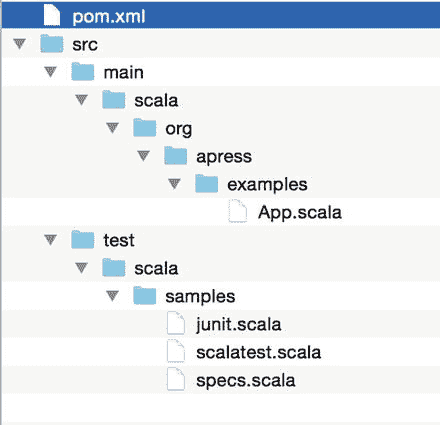 pom.xml
src
main
scala
org
apress
examples
App.scala
test
scala
samples
junit.scala
scalatest.scala
specs.scala